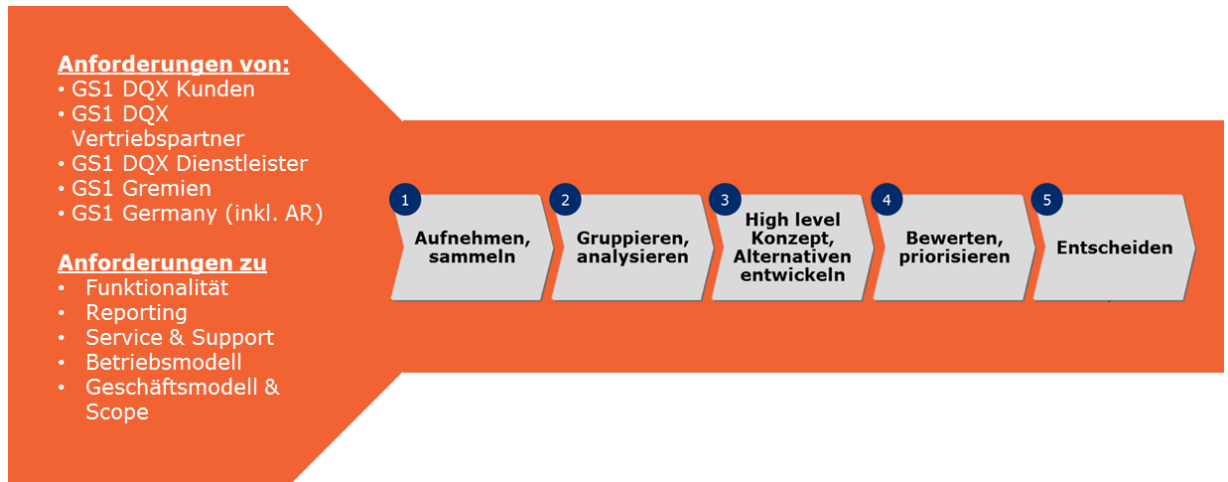 Anforderungen von:
• GS1 DQX Kunden
• GS1 DQX
Vertriebspartner
• GS1 DQX Dienstleister
• GS1 Gremien
• GS1 Germany (inkl. AR)
Anforderungen zu
• Funktionalität
• Reporting
• Service & Support
• Betriebsmodell
• Geschäftsmodell &
Scope
1
Aufnehmen,
sammeln
2
Gruppieren,
analysieren
3
High level
Konzept,
Alternativen
entwickeln
4
Bewerten,
priorisieren
5
Entscheiden